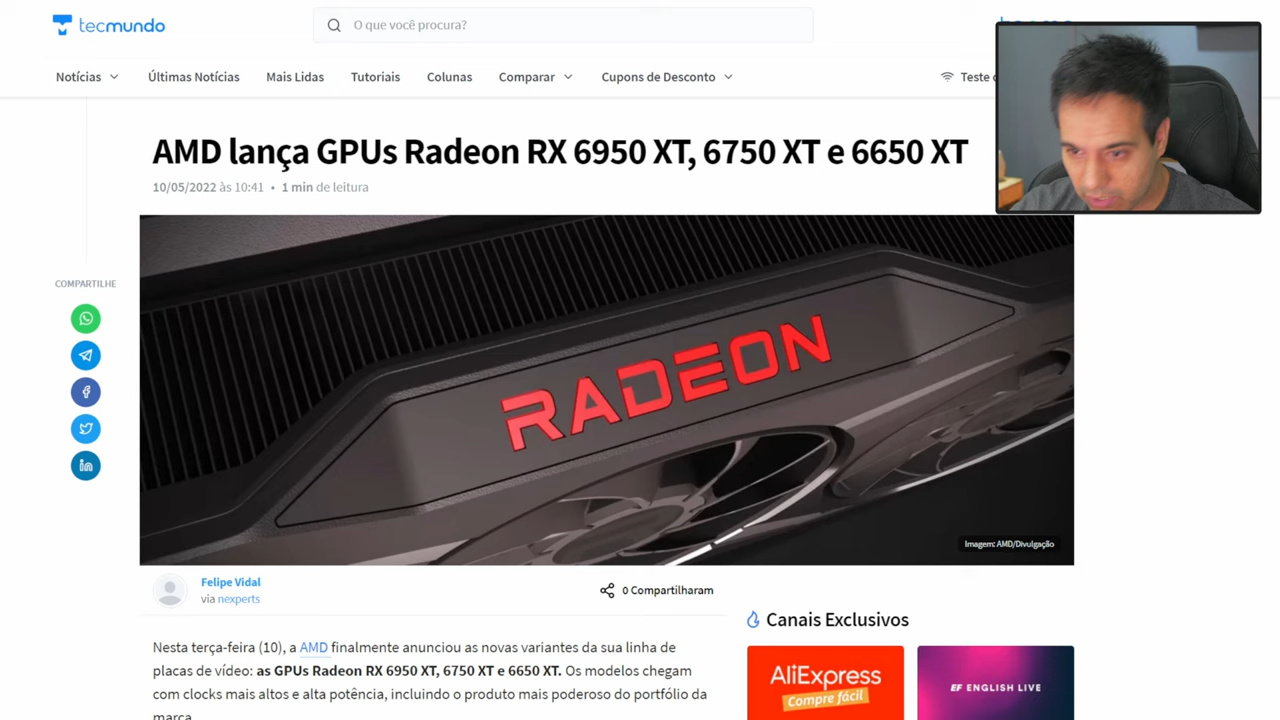 tecmundo
O que você procura?
Notícias
Últimas Notícias
Mais Lidas
Tutoriais
Colunas
Comparar
Cupons de Desconto
Teste
AMD lança GPUs Radeon RX 6950 XT, 6750 XT e 6650 XT
10/05/2022 às 10:41 • 1 min de leitura
COMPARTILHE
RADEON
Imagem: AMD/Divulgação
Felipe Vidal
via nexperts
0 Compartilharam
Canais Exclusivos
Nesta terça-feira (10), a AMD finalmente anunciou as novas variantes da sua linha de
placas de vídeo: as GPUs Radeon RX 6950 XT, 6750 XT e 6650 XT. Os modelos chegam
com clocks mais altos e alta potência, incluindo o produto mais poderoso do portfólio da
marca
AliExpress
Compre fácil
EF ENGLISH LIVE